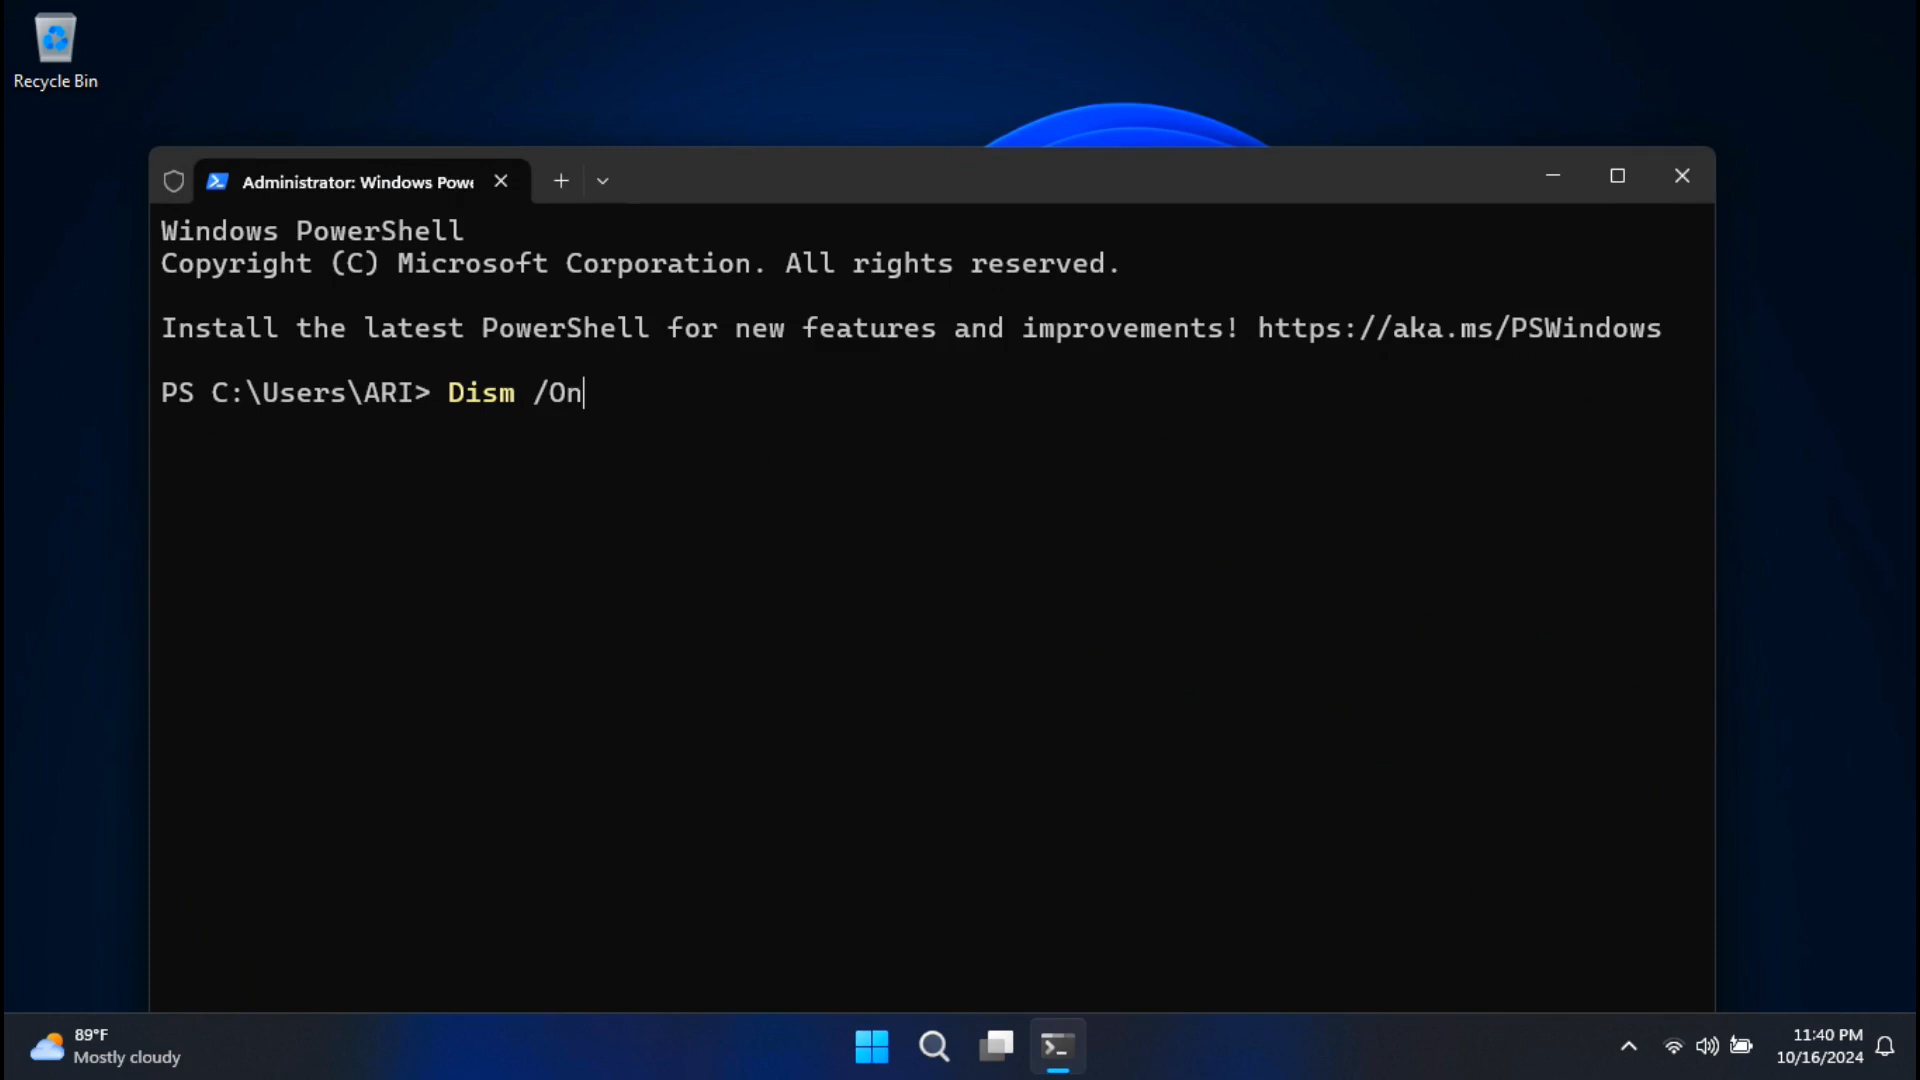 Recycle Bin
Administrator: Windows Powe
Windows PowerShell
Copyright (C) Microsoft Corporation. All rights reserved.
Install the latest PowerShell for new features and improvements! https://aka.ms/PSWindows
PS C:\Users\ARI> Dism /On
89°F
Mostly cloudy
11:40 PM
10/16/2024